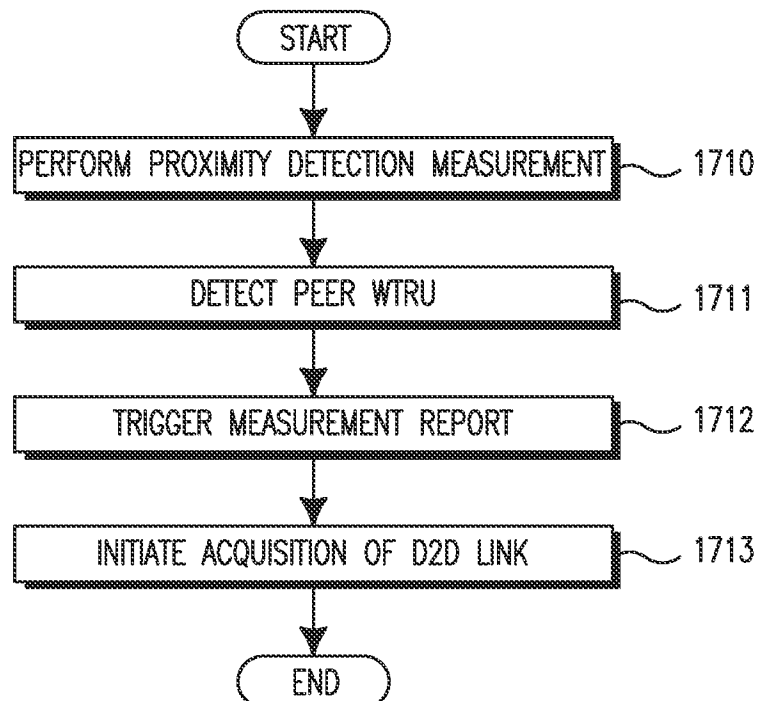 START
PERFORM PROXIMITY DETECTION MEASUREMENT 1710
DETECT PEER WTRU 1711
TRIGGER MEASUREMENT REPORT 1712
INITIATE ACQUISITION OF D2D LINK 1713
END